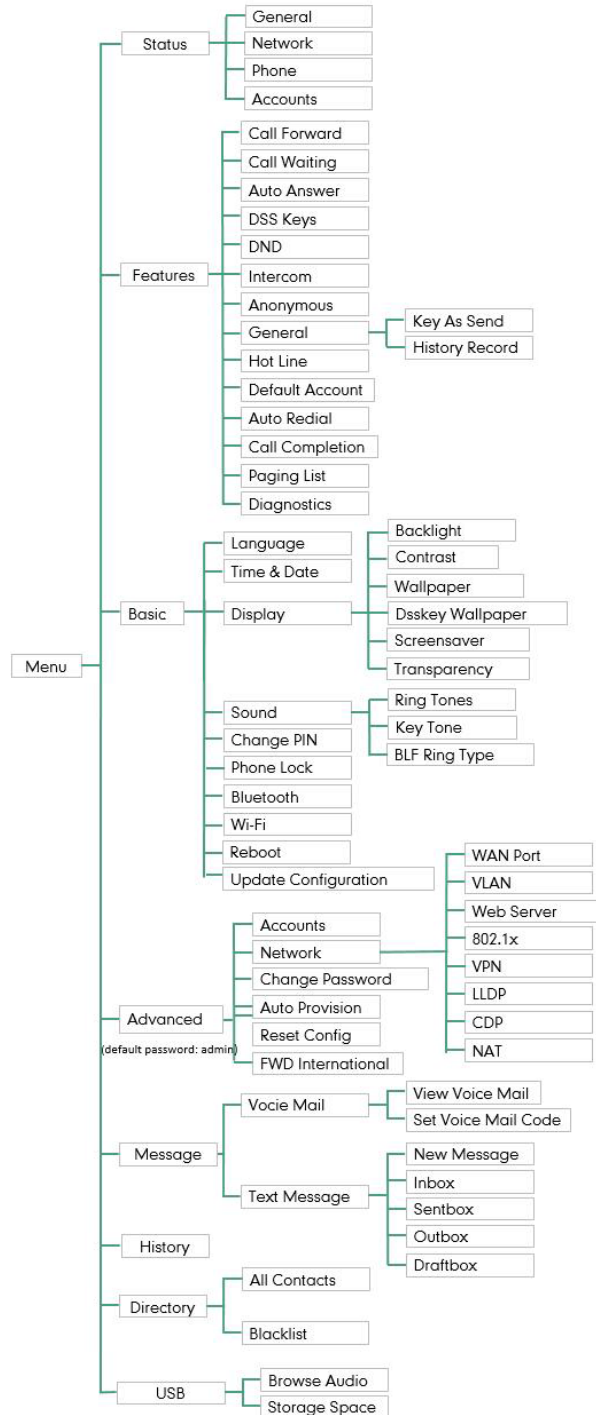 Menu
Status
General
Network
Phone
Accounts
Features
Call Forward
Call Waiting
Auto Answer
DSS Keys
DND
Intercom
Anonymous
General
Key As Send
History Record
Hot Line
Default Account
Auto Redial
Call Completion
Paging List
Diagnostics
Basic
Language
Time & Date
Display
Backlight
Contrast
Wallpaper
Dsskey Wallpaper
Screensaver
Transparency
Sound
Ring Tones
Key Tone
BLF Ring Type
Change PIN
Phone Lock
Bluetooth
Wi-Fi
Reboot
Update Configuration
Advanced
(default password: admin)
Accounts
Network
WAN Port
VLAN
Web Server
802.1x
VPN
LLDP
CDP
NAT
Change Password
Auto Provision
Reset Config
FWD International
Message
Vocie Mail
View Voice Mail
Set Voice Mail Code
Text Message
New Message
Inbox
Sentbox
Outbox
Draftbox
History
Directory
All Contacts
Blacklist
USB
Browse Audio
Storage Space